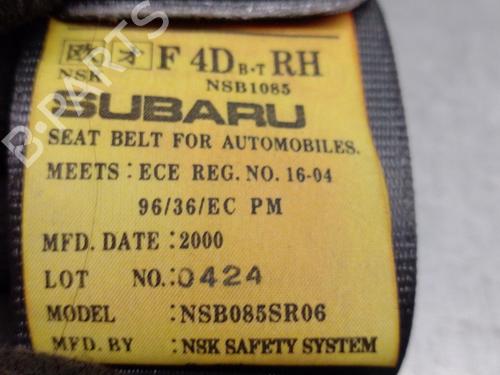 F 4D B·T RH
NSK NSB1085
SUBARU
SEAT BELT FOR AUTOMOBILES.
MEETS: ECE REG. NO. 16-04
96/36/EC PM
MFD. DATE :2000
LOT NO.:0424
MODEL :NSB085SR06
MFD. BY :NSK SAFETY SYSTEM
B-PARTS